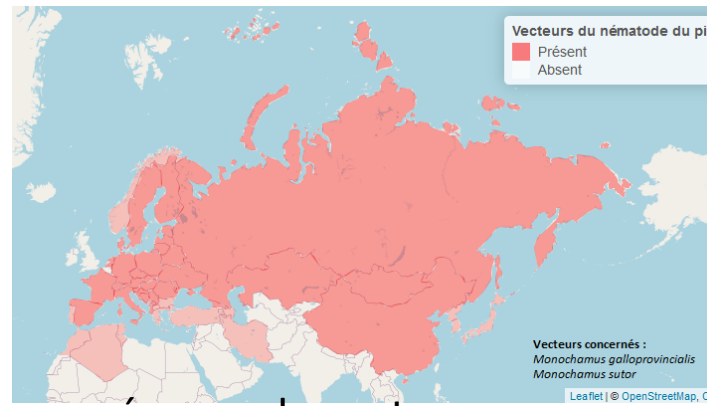 Vecteurs du nématode du pi
Présent
Absent
Vecteurs concernés :
Monochamus galloprovincialis
Monochamus sutor
Leaflet | © OpenStreetMap, C